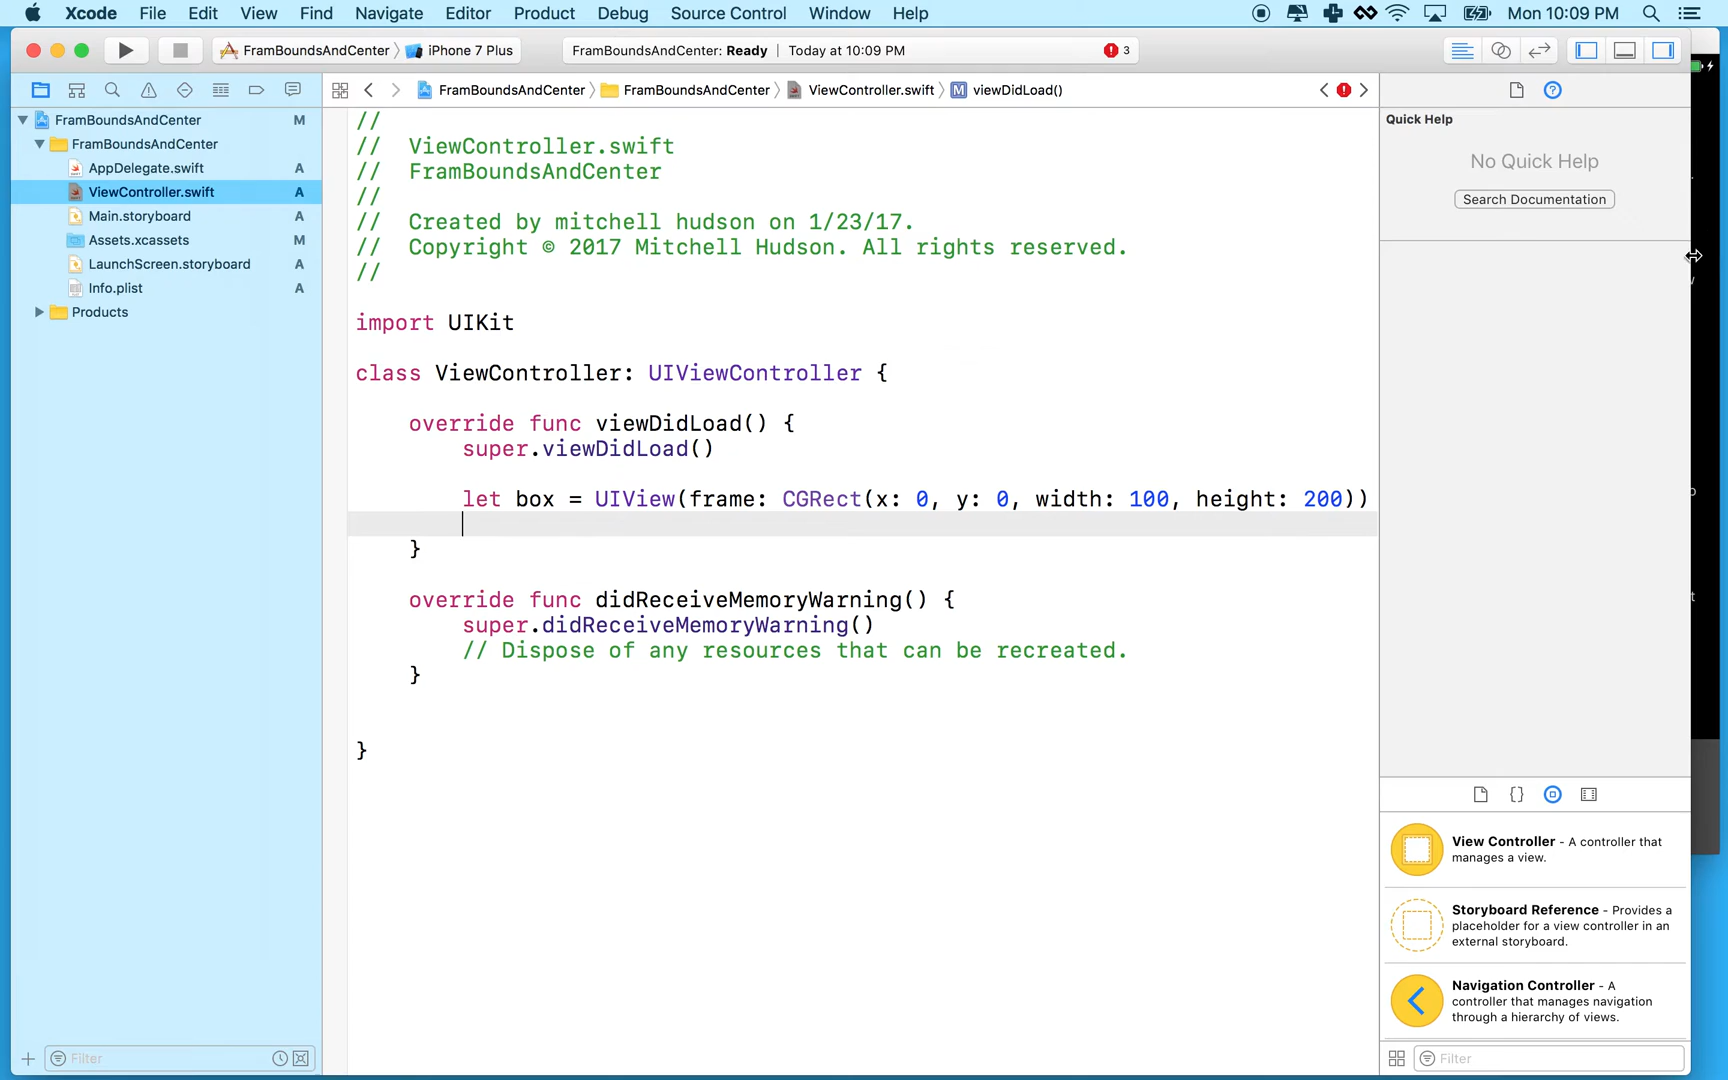 Xcode File Edit View Find Navigate Editor Product Debug Source Control Window Help Mon 10:09 PM
FramBoundsAndCenter iPhone 7 Plus FramBoundsAndCenter: Ready Today at 10:09 PM 3
FramBoundsAndCenter FramBoundsAndCenter ViewController.swift M viewDidLoad()
FramBoundsAndCenter M
FramBoundsAndCenter
AppDelegate.swift A
ViewController.swift A
Main.storyboard A
Assets.xcassets M
LaunchScreen.storyboard A
Info.plist A
Products
Filter
//
// ViewController.swift
// FramBoundsAndCenter
//
// Created by mitchell hudson on 1/23/17.
// Copyright © 2017 Mitchell Hudson. All rights reserved.
//
import UIKit
class ViewController: UIViewController {
override func viewDidLoad() {
super.viewDidLoad()
let box = UIView(frame: CGRect(x: 0, y: 0, width: 100, height: 200))
}
override func didReceiveMemoryWarning() {
super.didReceiveMemoryWarning()
// Dispose of any resources that can be recreated.
}
}
Quick Help
No Quick Help
Search Documentation
{}
View Controller - A controller that
manages a view.
Storyboard Reference - Provides a
placeholder for a view controller in an
external storyboard.
Navigation Controller - A
controller that manages navigation
through a hierarchy of views.
Filter